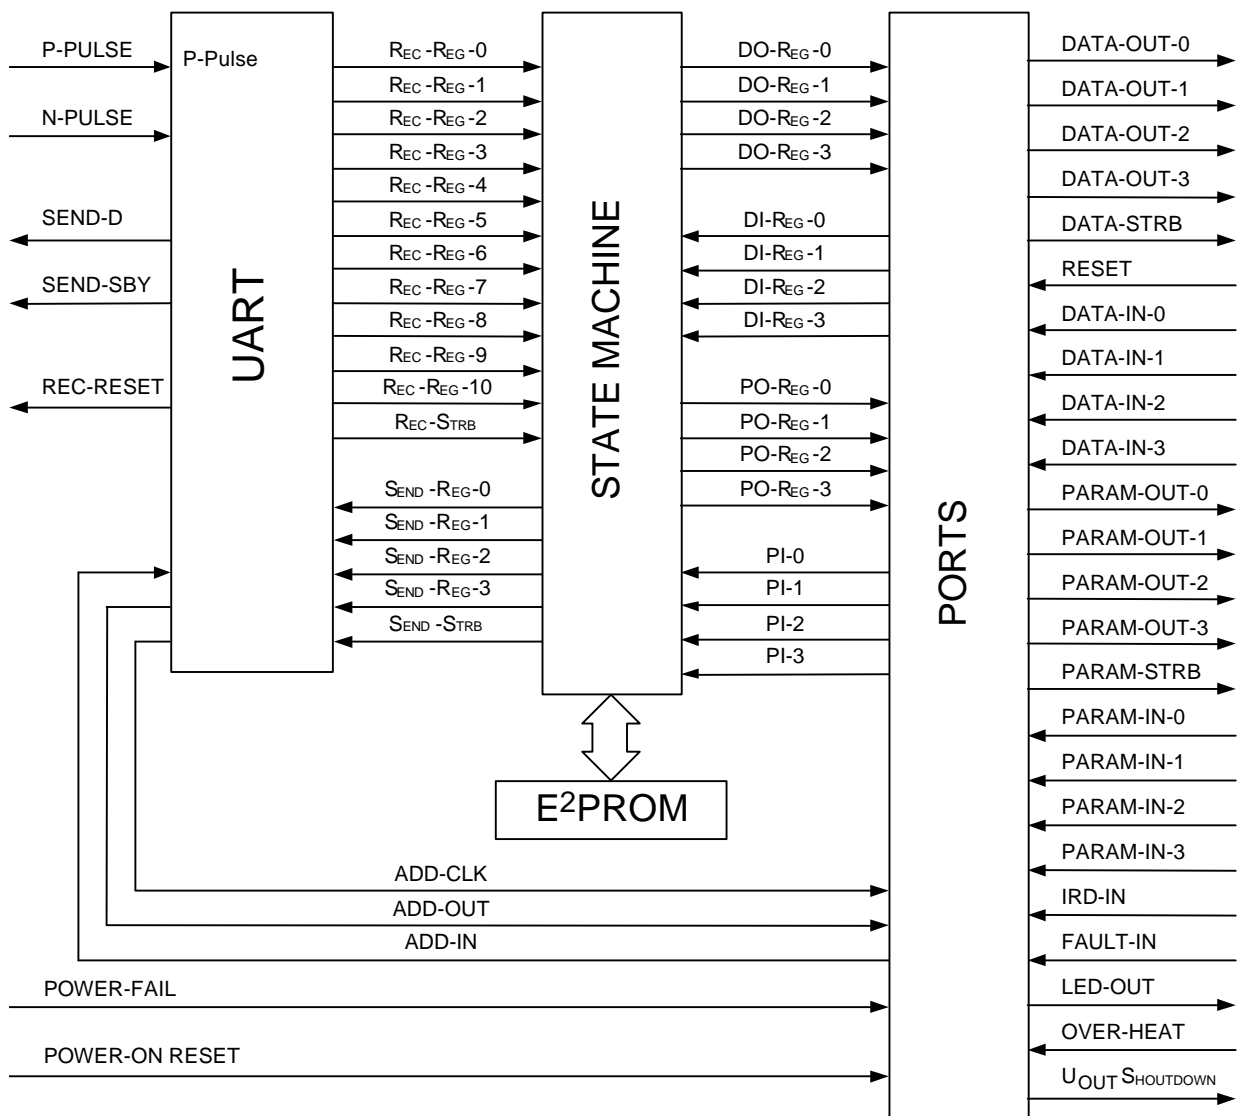 P-PULSE
N-PULSE
SEND-D
SEND-SBY
REC-RESET
P-Pulse
UART
REC-REG-0
REC-REG-1
REC-REG-2
REC-REG-3
REC-REG-4
REC-REG-5
REC-REG-6
REC-REG-7
REC-REG-8
REC-REG-9
REC-REG-10
REC-STRB
SEND-REG-0
SEND-REG-1
SEND-REG-2
SEND-REG-3
SEND-STRB
STATE MACHINE
E2PROM
DO-REG-0
DO-REG-1
DO-REG-2
DO-REG-3
DI-REG-0
DI-REG-1
DI-REG-2
DI-REG-3
PO-REG-0
PO-REG-1
PO-REG-2
PO-REG-3
PI-0
PI-1
PI-2
PI-3
PORTS
DATA-OUT-0
DATA-OUT-1
DATA-OUT-2
DATA-OUT-3
DATA-STRB
RESET
DATA-IN-0
DATA-IN-1
DATA-IN-2
DATA-IN-3
PARAM-OUT-0
PARAM-OUT-1
PARAM-OUT-2
PARAM-OUT-3
PARAM-STRB
PARAM-IN-0
PARAM-IN-1
PARAM-IN-2
PARAM-IN-3
IRD-IN
FAULT-IN
LED-OUT
OVER-HEAT
UOUT SHOUTDOWN
ADD-CLK
ADD-OUT
ADD-IN
POWER-FAIL
POWER-ON RESET